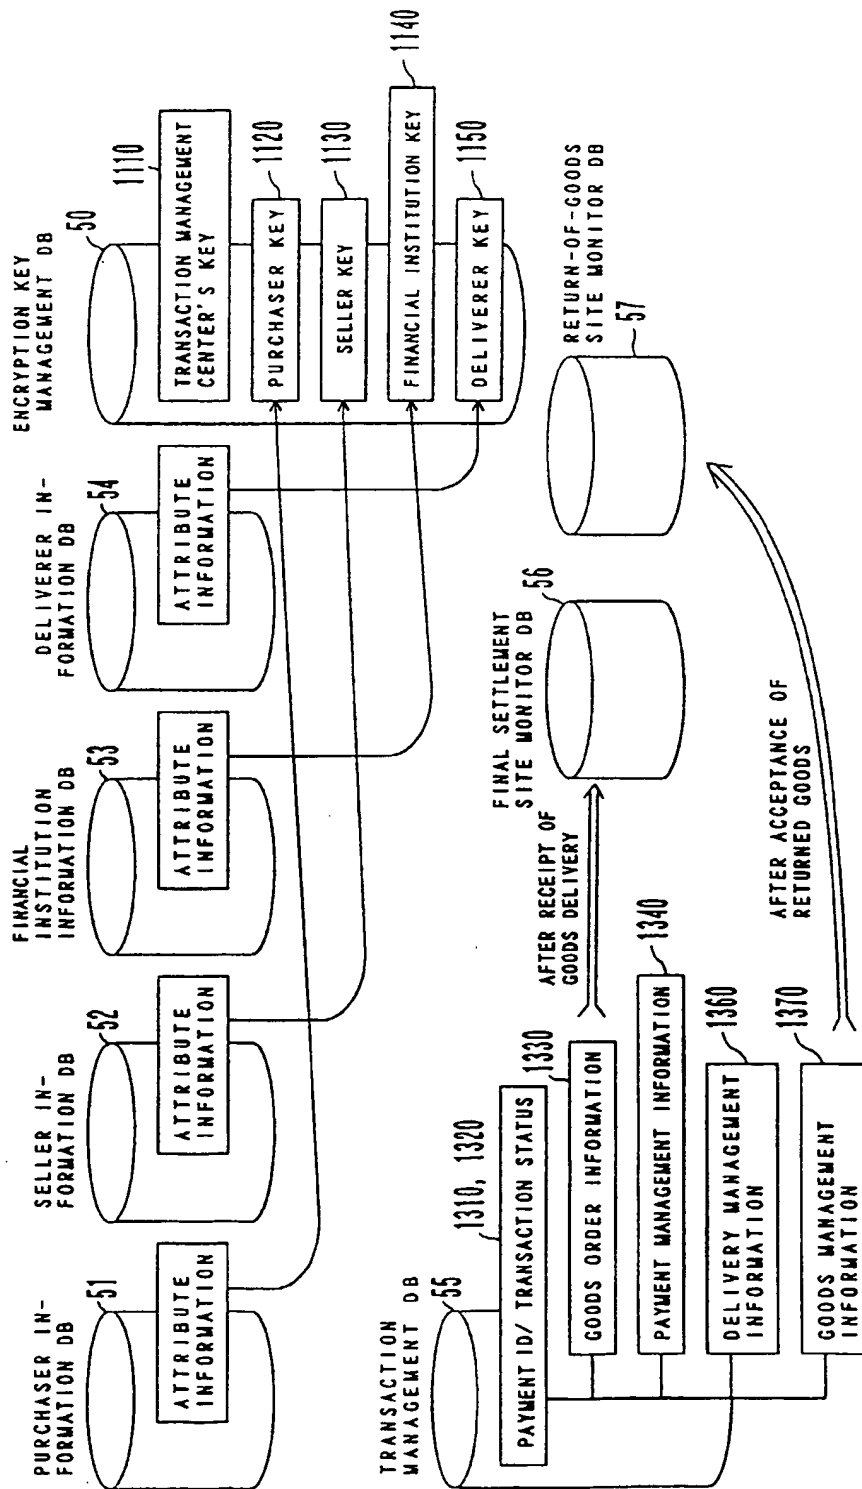 PURCHASER IN-
FORMATION DB
51
ATTRIBUTE
INFORMATION
SELLER IN-
FORMATION DB
52
ATTRIBUTE
INFORMATION
FINANCIAL
INSTITUTION
INFORMATION DB
53
ATTRIBUTE
INFORMATION
DELIVERER IN-
FORMATION DB
54
ATTRIBUTE
INFORMATION
ENCRYPTION KEY
MANAGEMENT DB
50
1110
TRANSACTION MANAGEMENT
CENTER'S KEY
1120
PURCHASER KEY
1130
SELLER KEY
1140
FINANCIAL INSTITUTION KEY
1150
DELIVERER KEY
TRANSACTION
MANAGEMENT DB
55
1310, 1320
PAYMENT ID/ TRANSACTION STATUS
1330
GOODS ORDER INFORMATION
1340
PAYMENT MANAGEMENT INFORMATION
1360
DELIVERY MANAGEMENT
INFORMATION
1370
GOODS MANAGEMENT
INFORMATION
AFTER RECEIPT OF
GOODS DELIVERY
FINAL SETTLEMENT
SITE MONITOR DB
56
AFTER ACCEPTANCE OF
RETURNED GOODS
RETURN-OF-GOODS
SITE MONITOR DB
57